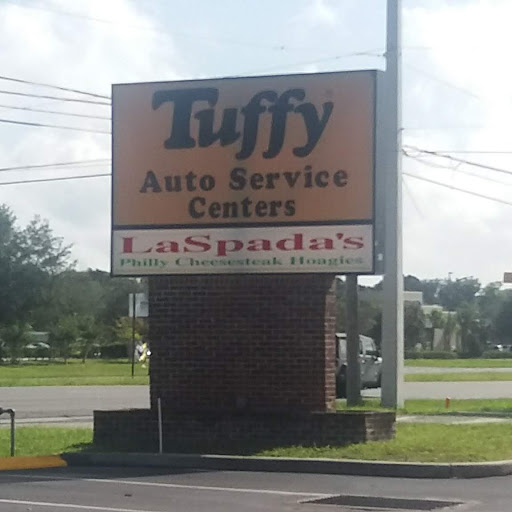 Tuffy
Auto Service
Centers
LaSpada's
Philly Cheesesteak Hoagies